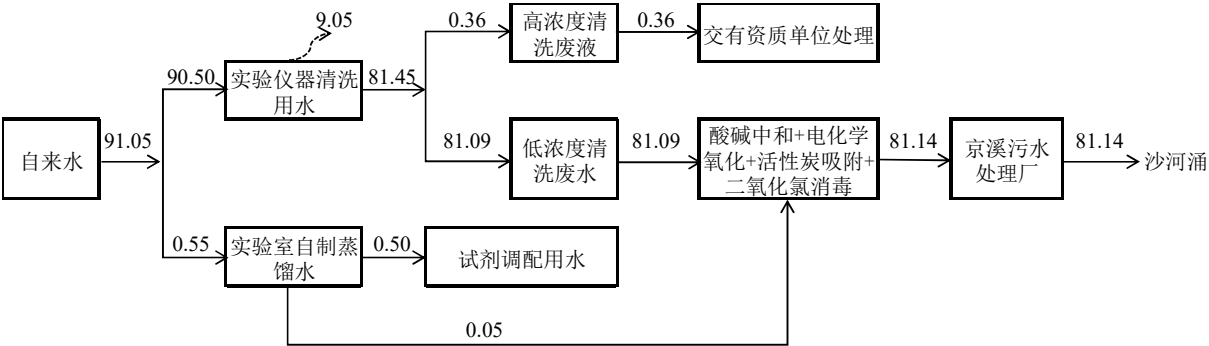 9.05
0.36
高浓度清
洗废液
0.36
交有资质单位处理
90.50
实验仪器清洗
用水
81.45
自来水
91.05
81.09
低浓度清
洗废水
81.09
酸碱中和+电化学
氧化+活性炭吸附+
二氧化氯消毒
81.14
京溪污水
处理厂
81.14
沙河涌
0.55
实验室自制蒸
馏水
0.50
试剂调配用水
0.05